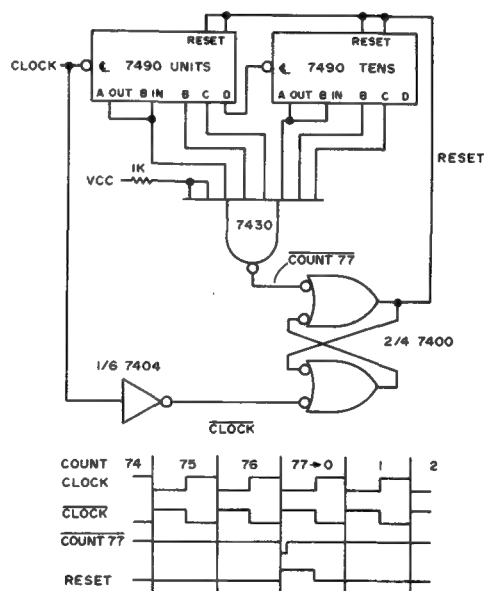 RESET RESET
CLOCK 7490 UNITS 7490 TENS
A OUT B IN B C D A OUT B IN B C D
RESET
VCC 1K
7430
COUNT 77
2/4 7400
1/6 7404
CLOCK
COUNT 74 75 76 77→0 1 2
CLOCK
CLOCK
COUNT 77
RESET